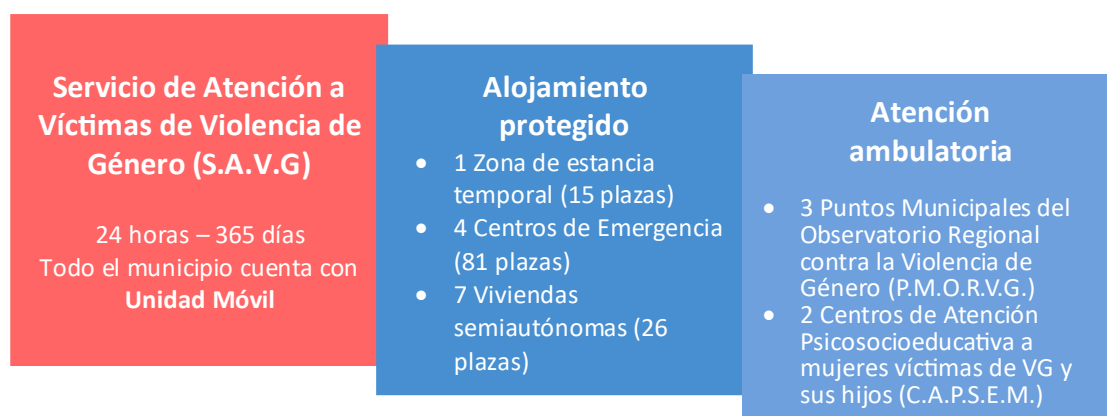 Servicio de Atención a
Víctimas de Violencia de
Género (S.A.V.G)
24 horas – 365 días
Todo el municipio cuenta con
Unidad Móvil
Alojamiento
protegido
• 1 Zona de estancia
temporal (15 plazas)
• 4 Centros de Emergencia
(81 plazas)
• 7 Viviendas
semiautónomas (26
plazas)
Atención
ambulatoria
• 3 Puntos Municipales del
Observatorio Regional
contra la Violencia de
Género (P.M.O.R.V.G.)
• 2 Centros de Atención
Psicosocioeducativa a
mujeres víctimas de VG y
sus hijos (C.A.P.S.E.M.)